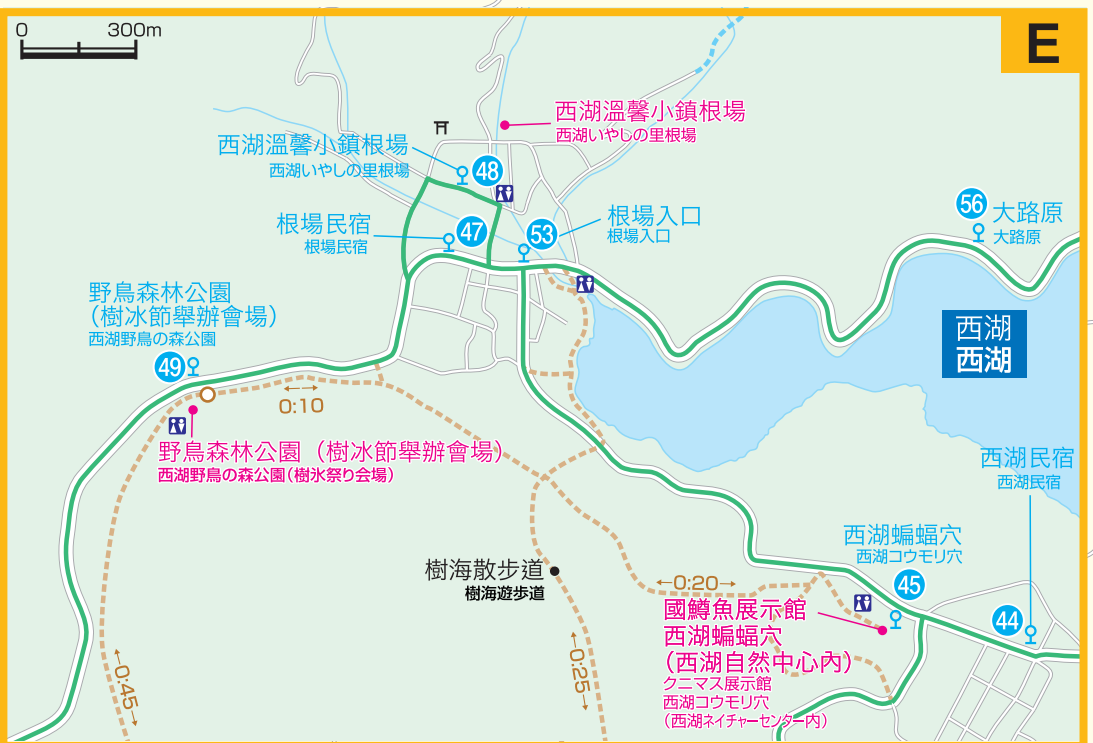 0 300m
E
西湖溫馨小鎮根場
西湖いやしの里根場
西湖溫馨小鎮根場
西湖いやしの里根場
48
56
大路原
大路原
根場民宿
根場民宿
47
53
根場入口
根場入口
野鳥森林公園
(樹冰節舉辦會場)
西湖野鳥の森公園
49
西湖
西湖
0:10
野鳥森林公園(樹冰節舉辦會場)
西湖野鳥の森公園(樹氷祭り会場)
西湖民宿
西湖民宿
西湖蝙蝠穴
西湖コウモリ穴
45
樹海散步道
樹海遊歩道
0:20
國鱒魚展示館
西湖蝙蝠穴
(西湖自然中心內)
クニマス展示館
西湖コウモリ穴
(西湖ネイチャーセンター内)
44
0:45
0:25